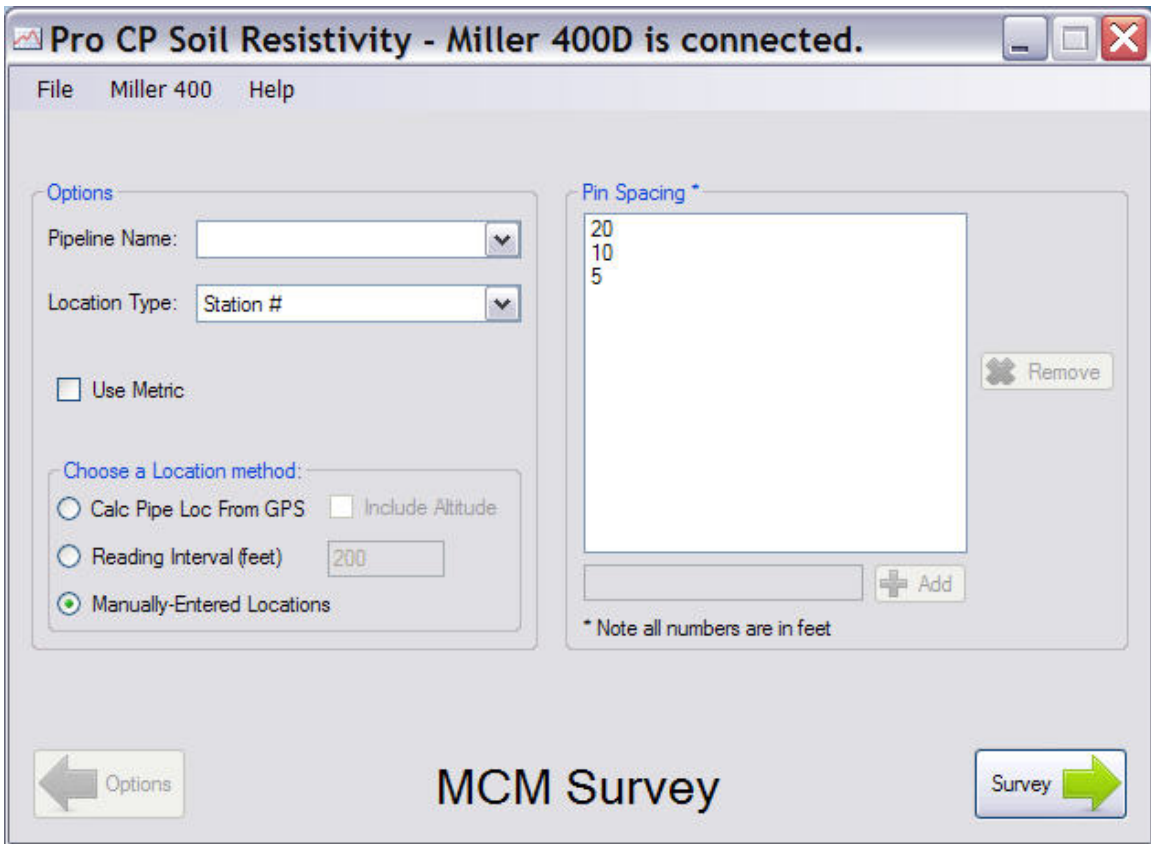 Pro CP Soil Resistivity - Miller 400D is connected.
File Miller 400 Help
Options
Pipeline Name:
Location Type: Station #
Use Metric
Choose a Location method:
Calc Pipe Loc From GPS Include Altitude
Reading Interval (feet) 200
Manually-Entered Locations
Pin Spacing *
20
10
5
Remove
Add
* Note all numbers are in feet
Options
MCM Survey
Survey